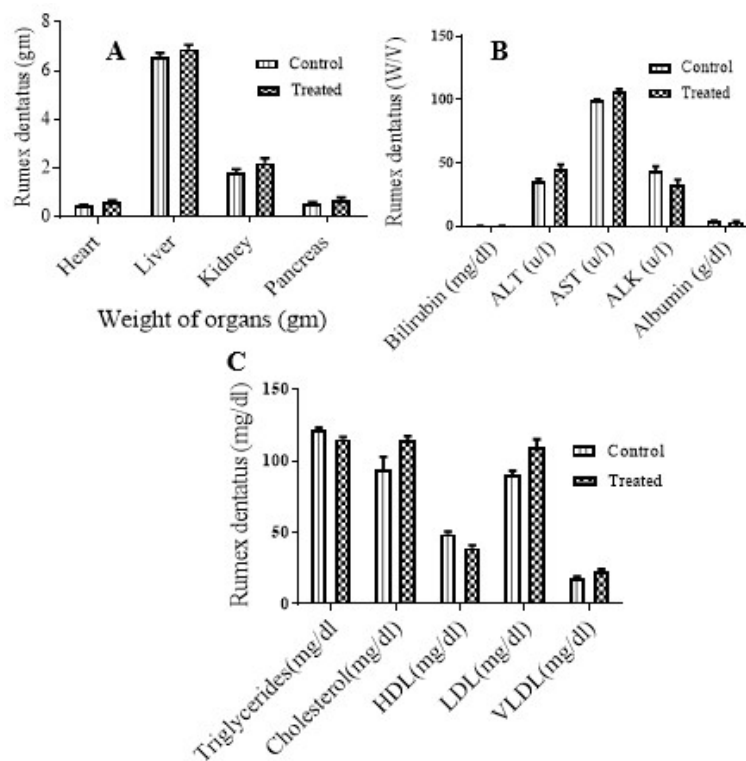 A
Rumex dentatus (gm)
8
6
4
2
0
Control
Treated
Heart
Liver
Kidney
Pancreas
Weight of organs (gm)
B
Rumex dentatus (W/V)
150
100
50
0
Control
Treated
Bilirubin (mg/dl)
ALT (u/l)
AST (u/l)
ALK (u/l)
Albumin (g/dl)
C
Rumex dentatus (mg/dl)
150
100
50
0
Control
Treated
Triglycerides(mg/dl
Cholesterol(mg/dl)
HDL(mg/dl)
LDL(mg/dl)
VLDL(mg/dl)